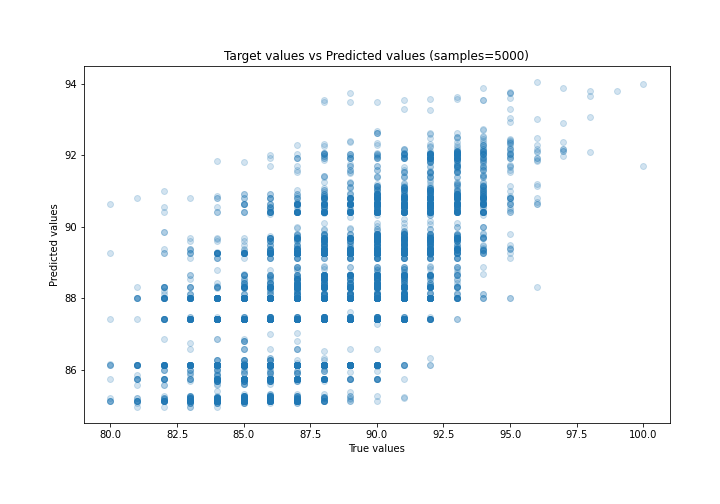 Target values vs Predicted values (samples=5000)
94
92
90
88
86
Predicted values
80.0 82.5 85.0 87.5 90.0 92.5 95.0 97.5 100.0
True values